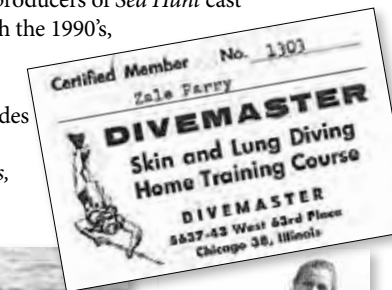 producers of Sea Hunt cast
h the 1990's,
des
s,
Certified Member No. 1303
Zale Parry
DIVEMASTER
Skin and Lung Diving
Home Training Course
DIVEMASTER
5637-43 West 63rd Place
Chicago 38, Illinois